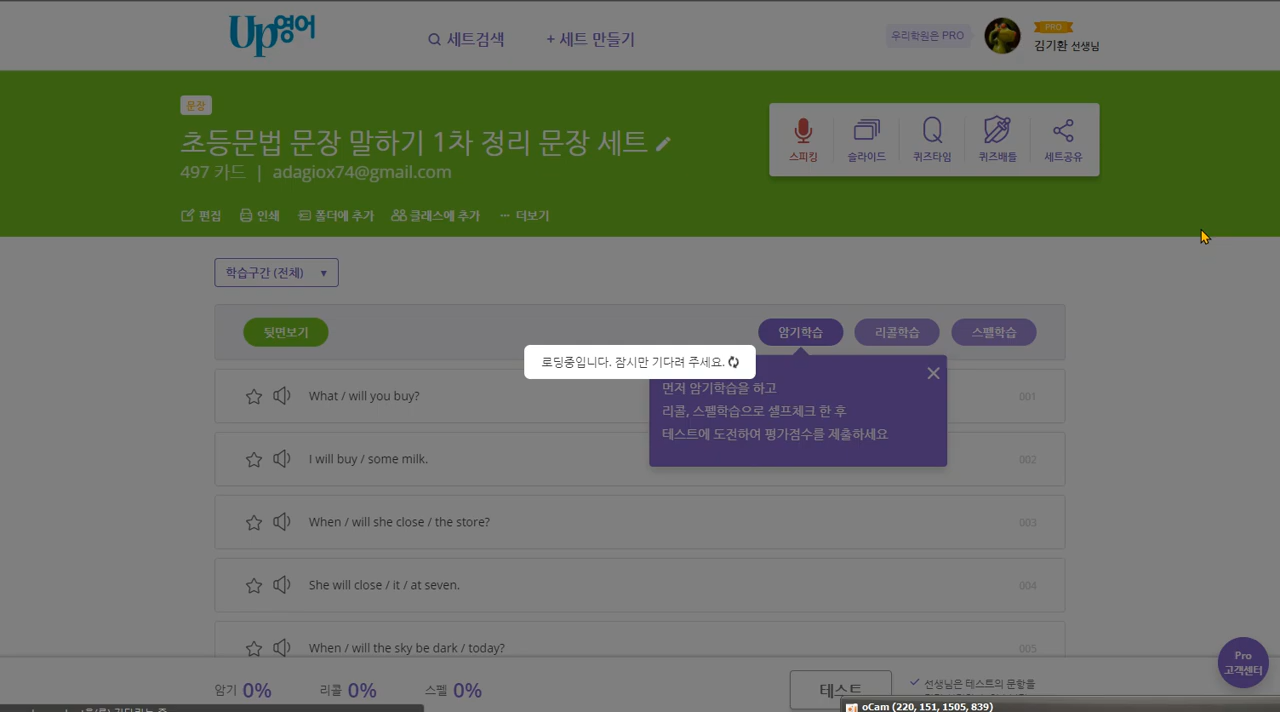 Up영어
세트검색
+ 세트 만들기
우리학원은 PRO
PRO
김기환 선생님
문장
초등문법 문장 말하기 1차 정리 문장 세트
497 카드 | adagiox74@gmail.com
스피킹
슬라이드
퀴즈타임
퀴즈배틀
세트공유
편집
인쇄
폴더에 추가
클래스에 추가
··· 더보기
학습구간 (전체) ▼
뒷면보기
암기학습
리콜학습
스펠학습
로딩중입니다. 잠시만 기다려 주세요.
먼저 암기학습을 하고
리콜, 스펠학습으로 셀프체크 한 후
테스트에 도전하여 평가점수를 제출하세요
What / will you buy?
001
I will buy / some milk.
002
When / will she close / the store?
003
She will close / it / at seven.
004
When / will the sky be dark / today?
005
암기 0%
리콜 0%
스펠 0%
테스트
선생님은 테스트의 문항을
Pro
고객센터
oCam (220, 151, 1505, 839)